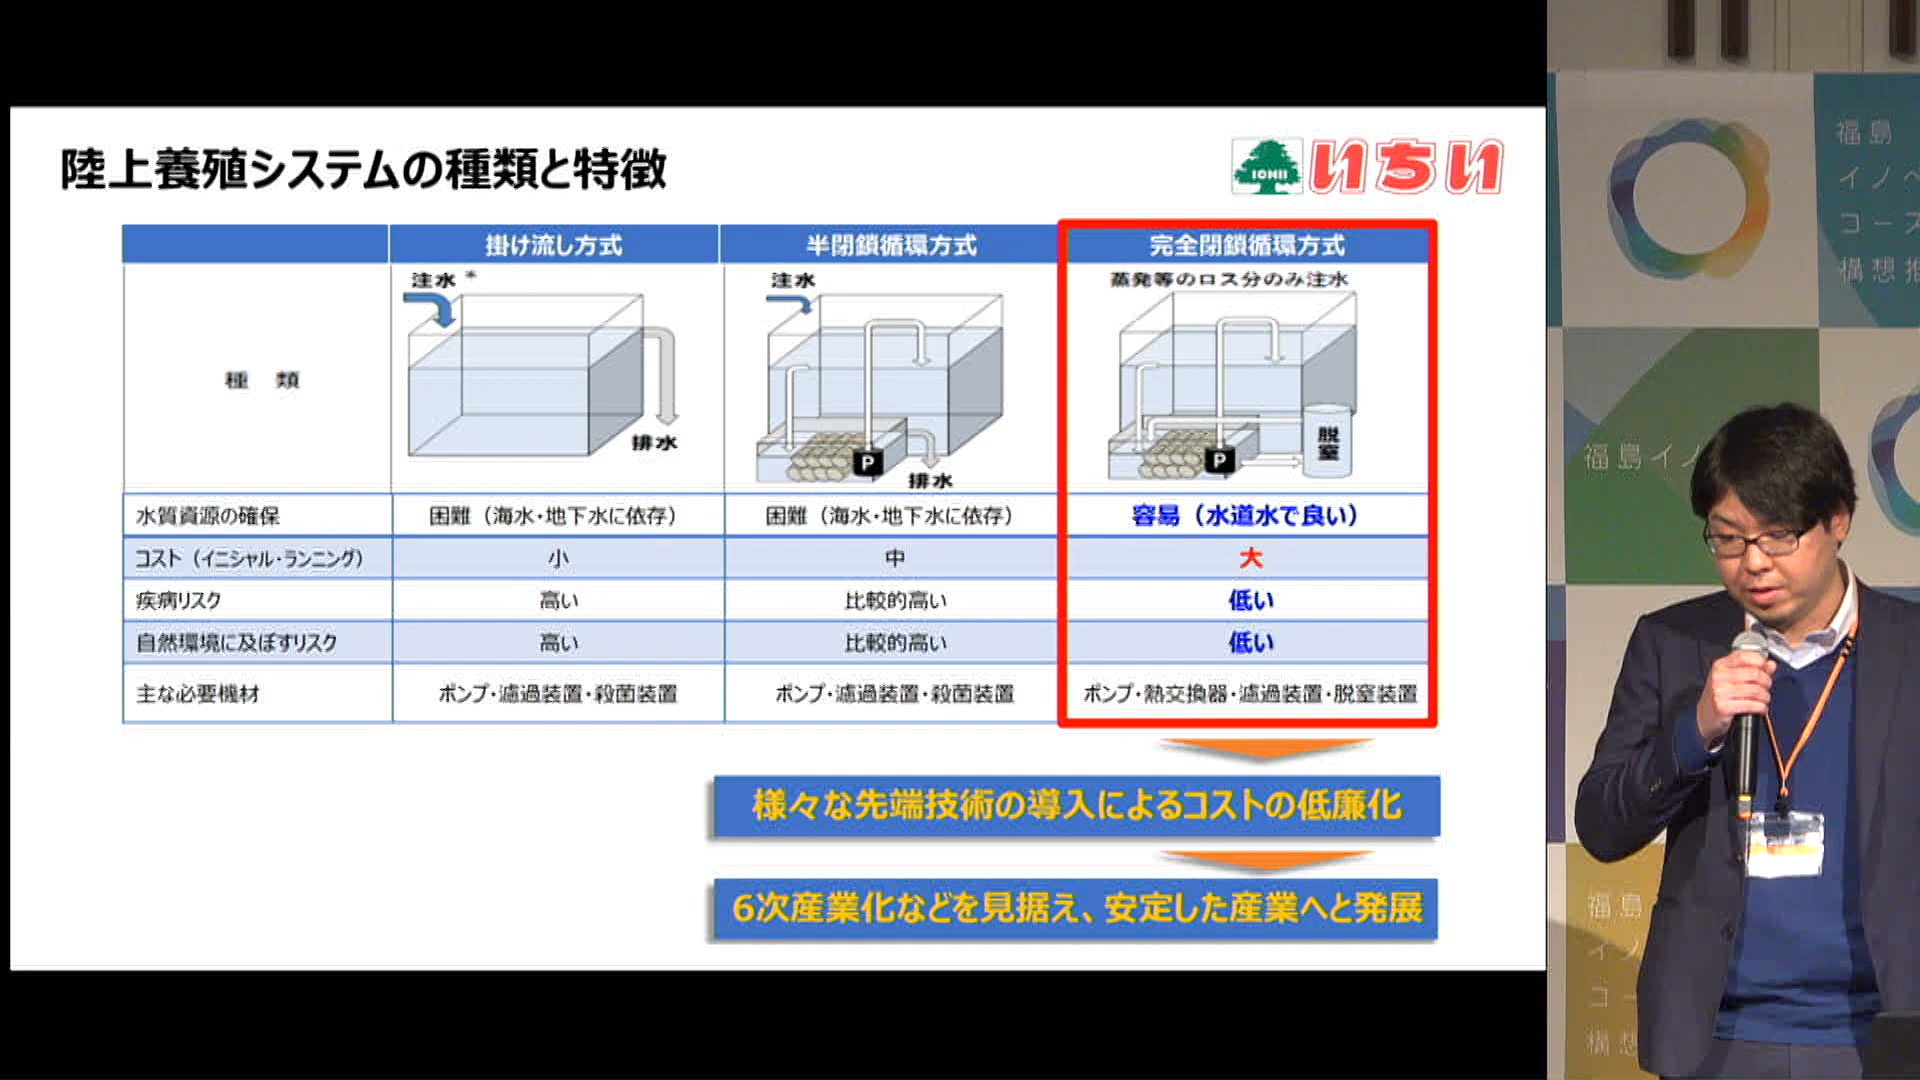 陸上養殖システムの種類と特徴
ICHII いちい
掛け流し方式 半閉鎖循環方式 完全閉鎖循環方式
種 類
注水* 排水
注水 P 排水
蒸発等のロス分のみ注水 P 脱窒
水質資源の確保 困難(海水・地下水に依存) 困難(海水・地下水に依存) 容易(水道水で良い)
コスト(イニシャル・ランニング) 小 中 大
疾病リスク 高い 比較的高い 低い
自然環境に及ぼすリスク 高い 比較的高い 低い
主な必要機材 ポンプ・濾過装置・殺菌装置 ポンプ・濾過装置・殺菌装置 ポンプ・熱交換器・濾過装置・脱窒装置
様々な先端技術の導入によるコストの低廉化
6次産業化などを見据え、安定した産業へと発展
福島
イノベ
コース
構想推
福島イノ
福島
イノ
コー
構想